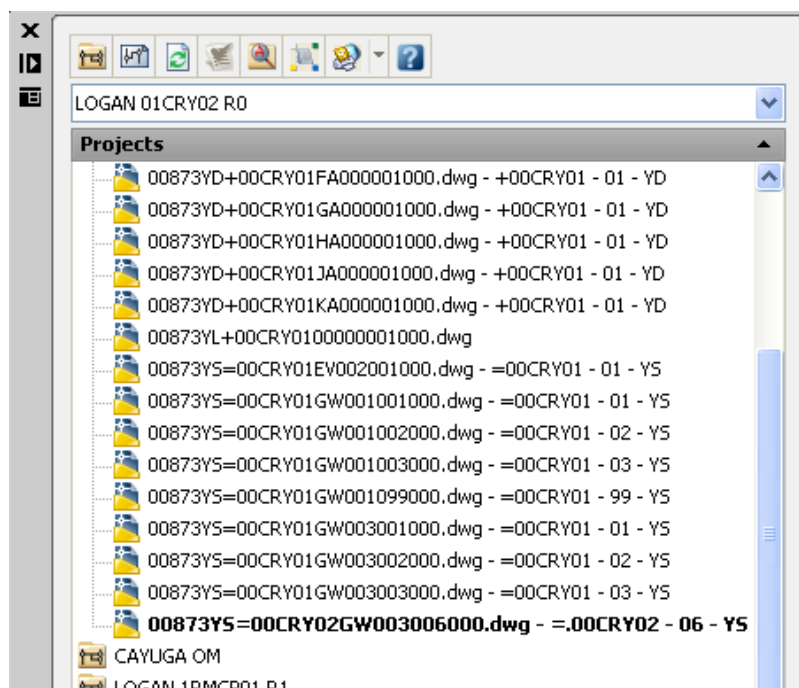 LOGAN 01CRY02 R0
Projects
00873YD+00CRY01FA000001000.dwg - +00CRY01 - 01 - YD
00873YD+00CRY01GA000001000.dwg - +00CRY01 - 01 - YD
00873YD+00CRY01HA000001000.dwg - +00CRY01 - 01 - YD
00873YD+00CRY01JA000001000.dwg - +00CRY01 - 01 - YD
00873YD+00CRY01KA000001000.dwg - +00CRY01 - 01 - YD
00873YL+00CRY0100000001000.dwg
00873YS=00CRY01EV002001000.dwg - =00CRY01 - 01 - YS
00873YS=00CRY01GW001001000.dwg - =00CRY01 - 01 - YS
00873YS=00CRY01GW001002000.dwg - =00CRY01 - 02 - YS
00873YS=00CRY01GW001003000.dwg - =00CRY01 - 03 - YS
00873YS=00CRY01GW001099000.dwg - =00CRY01 - 99 - YS
00873YS=00CRY01GW003001000.dwg - =00CRY01 - 01 - YS
00873YS=00CRY01GW003002000.dwg - =00CRY01 - 02 - YS
00873YS=00CRY01GW003003000.dwg - =00CRY01 - 03 - YS
00873YS=00CRY02GW003006000.dwg - =.00CRY02 - 06 - YS
CAYUGA OM
LOGAN